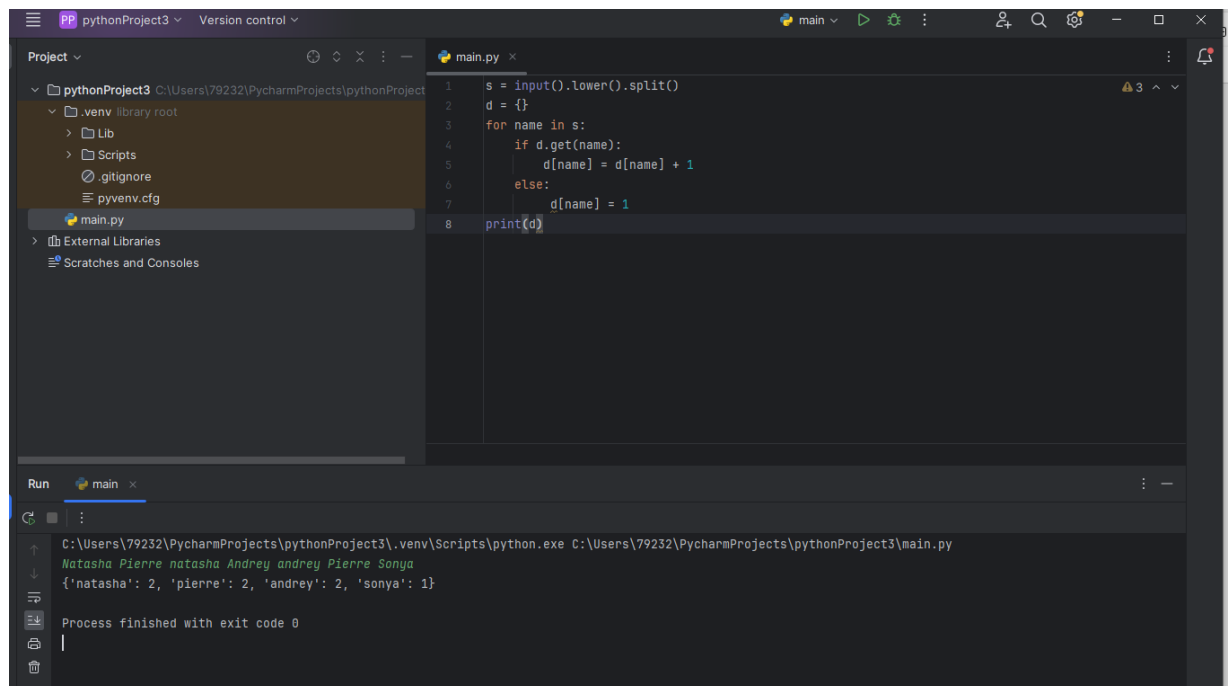 PP pythonProject3 Version control main
Project
main.py
pythonProject3 C:\Users\79232\PycharmProjects\pythonProject
.venv library root
Lib
Scripts
.gitignore
pyvenv.cfg
main.py
External Libraries
Scratches and Consoles
1 s = input().lower().split()
2 d = {}
3 for name in s:
4 if d.get(name):
5 d[name] = d[name] + 1
6 else:
7 d[name] = 1
8 print(d)
3
Run main
C:\Users\79232\PycharmProjects\pythonProject3\.venv\Scripts\python.exe C:\Users\79232\PycharmProjects\pythonProject3\main.py
Natasha Pierre natasha Andrey andrey Pierre Sonya
{'natasha': 2, 'pierre': 2, 'andrey': 2, 'sonya': 1}
Process finished with exit code 0